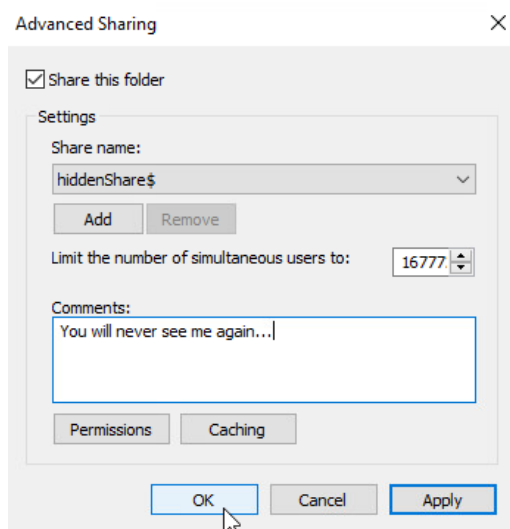 Advanced Sharing
Share this folder
Settings
Share name:
hiddenShare$
Add Remove
Limit the number of simultaneous users to: 16777
Comments:
You will never see me again...
Permissions Caching
OK Cancel Apply